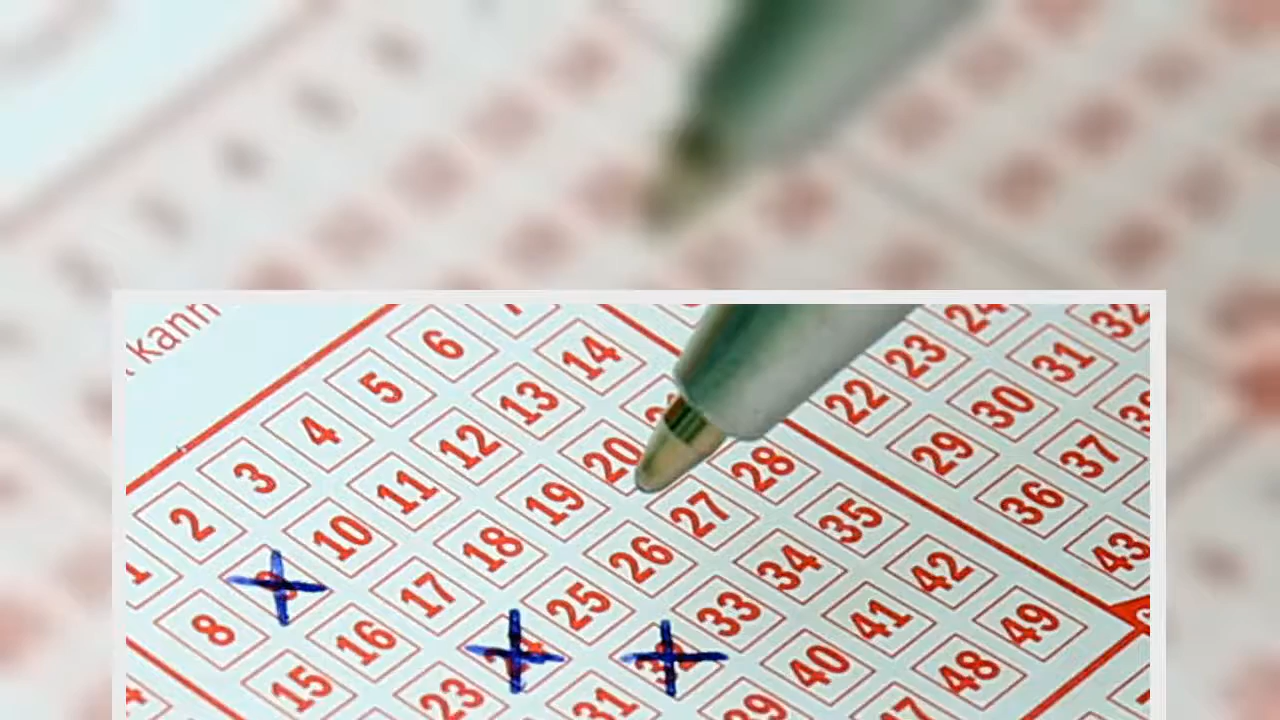 kann
1 2 3 4 5 6
8 10 11 12 13 14
15 16 17 18 19 20
23 25 26 27 28
31 33 34 35
39 40 41 42
48 49
22 23 24
29 30 31 32
36 37
43